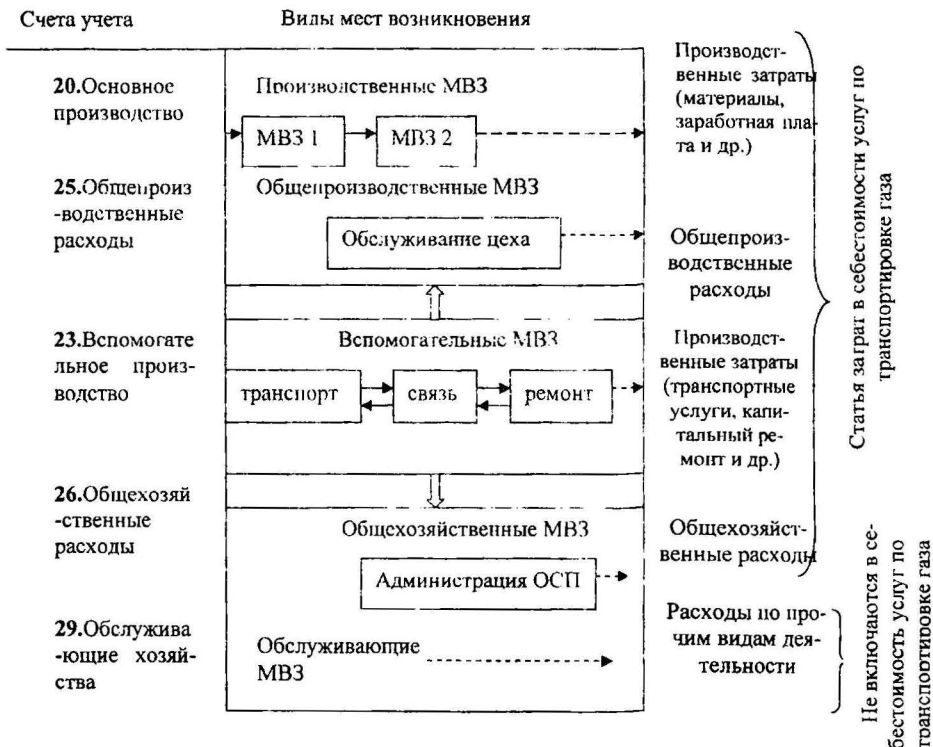 Счета учета
Виды мест возникновения
20.Основное
производство
Производственные МВЗ
МВЗ 1
МВЗ 2
Производст-
венные затраты
(материалы,
заработная пла-
та и др.)
25.Общепроиз
-водственные
расходы
Общепроизводственные МВЗ
Обслуживание цеха
Общепроиз-
водственные
расходы
23.Вспомогате
льное произ-
водство
Вспомогательные МВЗ
транспорт
связь
ремонт
Производст-
венные затраты
(транспортные
услуги, капи-
тальный ре-
монт и др.)
26.Общехозяй
-ственные
расходы
Общехозяйственные МВЗ
Администрация ОСП
Общехозяйст-
венные расходы
29.Обслужива
-ющие хозяй-
ства
Обслуживающие
МВЗ
Расходы по про-
чим видам дея-
тельности
Статья затрат в себестоимости услуг по
транспортировке газа
Не включаются в се-
бестоимость услуг по
транспортировке газа